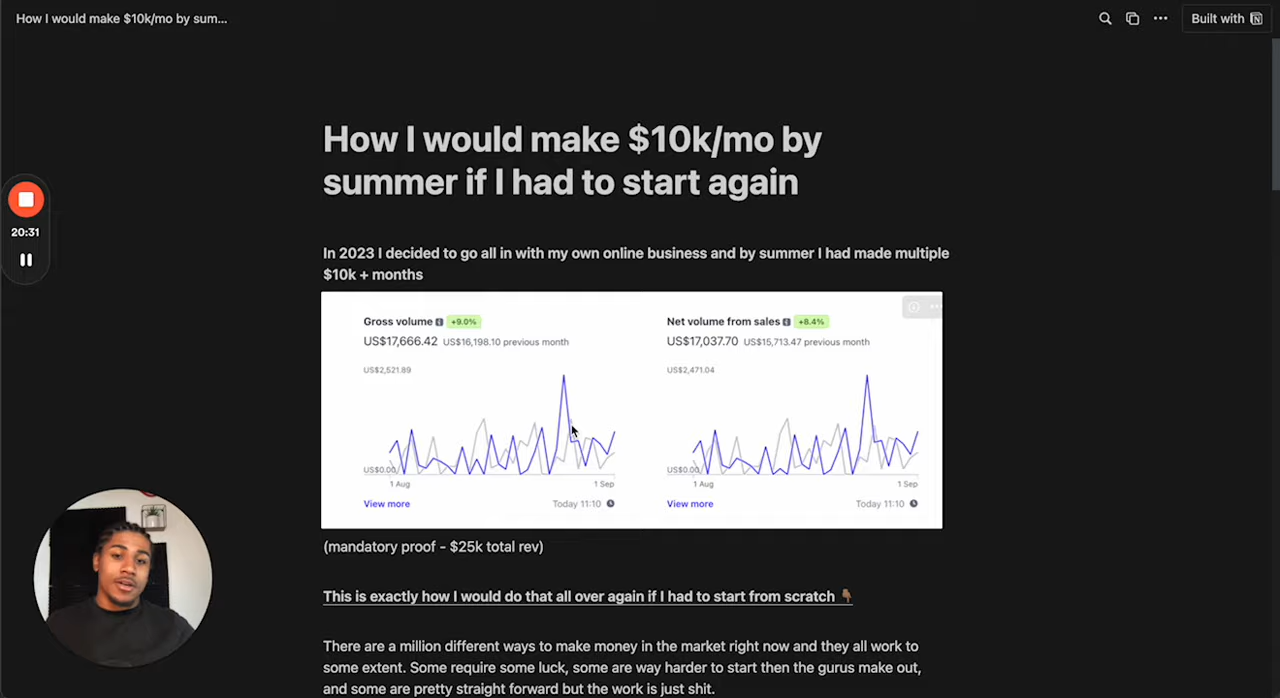 How I would make $10k/mo by sum...
Built with
How I would make $10k/mo by
summer if I had to start again
20:31
In 2023 I decided to go all in with my own online business and by summer I had made multiple
$10k + months
Gross volume +9.0%
US$17,666.42 US$16,198.10 previous month
US$2,521.89
US$0.00
1 Aug 1 Sep
View more Today 11:10
Net volume from sales +8.4%
US$17,037.70 US$15,713.47 previous month
US$2,471.04
US$0.00
1 Aug 1 Sep
View more Today 11:10
(mandatory proof - $25k total rev)
This is exactly how I would do that all over again if I had to start from scratch 👇🏾
There are a million different ways to make money in the market right now and they all work to
some extent. Some require some luck, some are way harder to start then the gurus make out,
and some are pretty straight forward but the work is just shit.